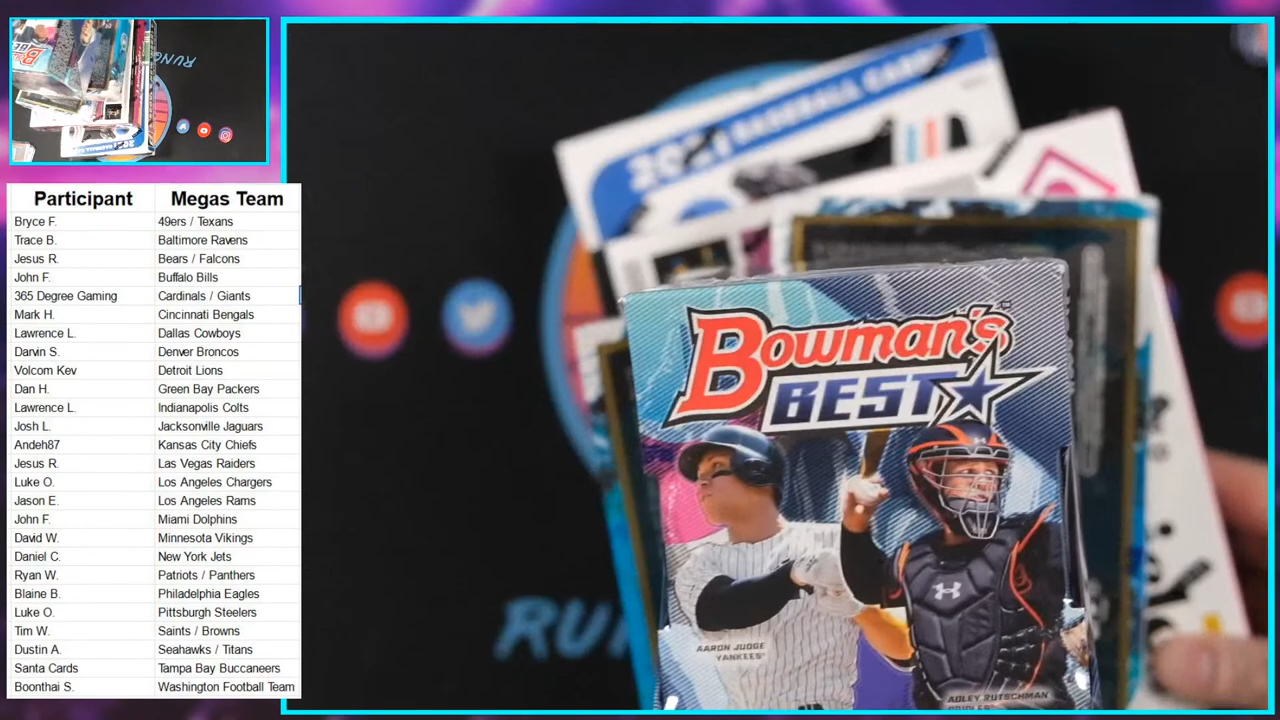 Participant Megas Team
Bryce F. 49ers / Texans
Trace B. Baltimore Ravens
Jesus R. Bears / Falcons
John F. Buffalo Bills
365 Degree Gaming Cardinals / Giants
Mark H. Cincinnati Bengals
Lawrence L. Dallas Cowboys
Darvin S. Denver Broncos
Volcom Kev Detroit Lions
Dan H. Green Bay Packers
Lawrence L. Indianapolis Colts
Josh L. Jacksonville Jaguars
Andeh87 Kansas City Chiefs
Jesus R. Las Vegas Raiders
Luke O. Los Angeles Chargers
Jason E. Los Angeles Rams
John F. Miami Dolphins
David W. Minnesota Vikings
Daniel C. New York Jets
Ryan W. Patriots / Panthers
Blaine B. Philadelphia Eagles
Luke O. Pittsburgh Steelers
Tim W. Saints / Browns
Dustin A. Seahawks / Titans
Santa Cards Tampa Bay Buccaneers
Boonthai S. Washington Football Team
2021 BASEBALL CARDS
BOWMAN'S
BEST
AARON JUDGE
YANKEES
ADLEY RUTSCHMAN
ORIOLES
RU